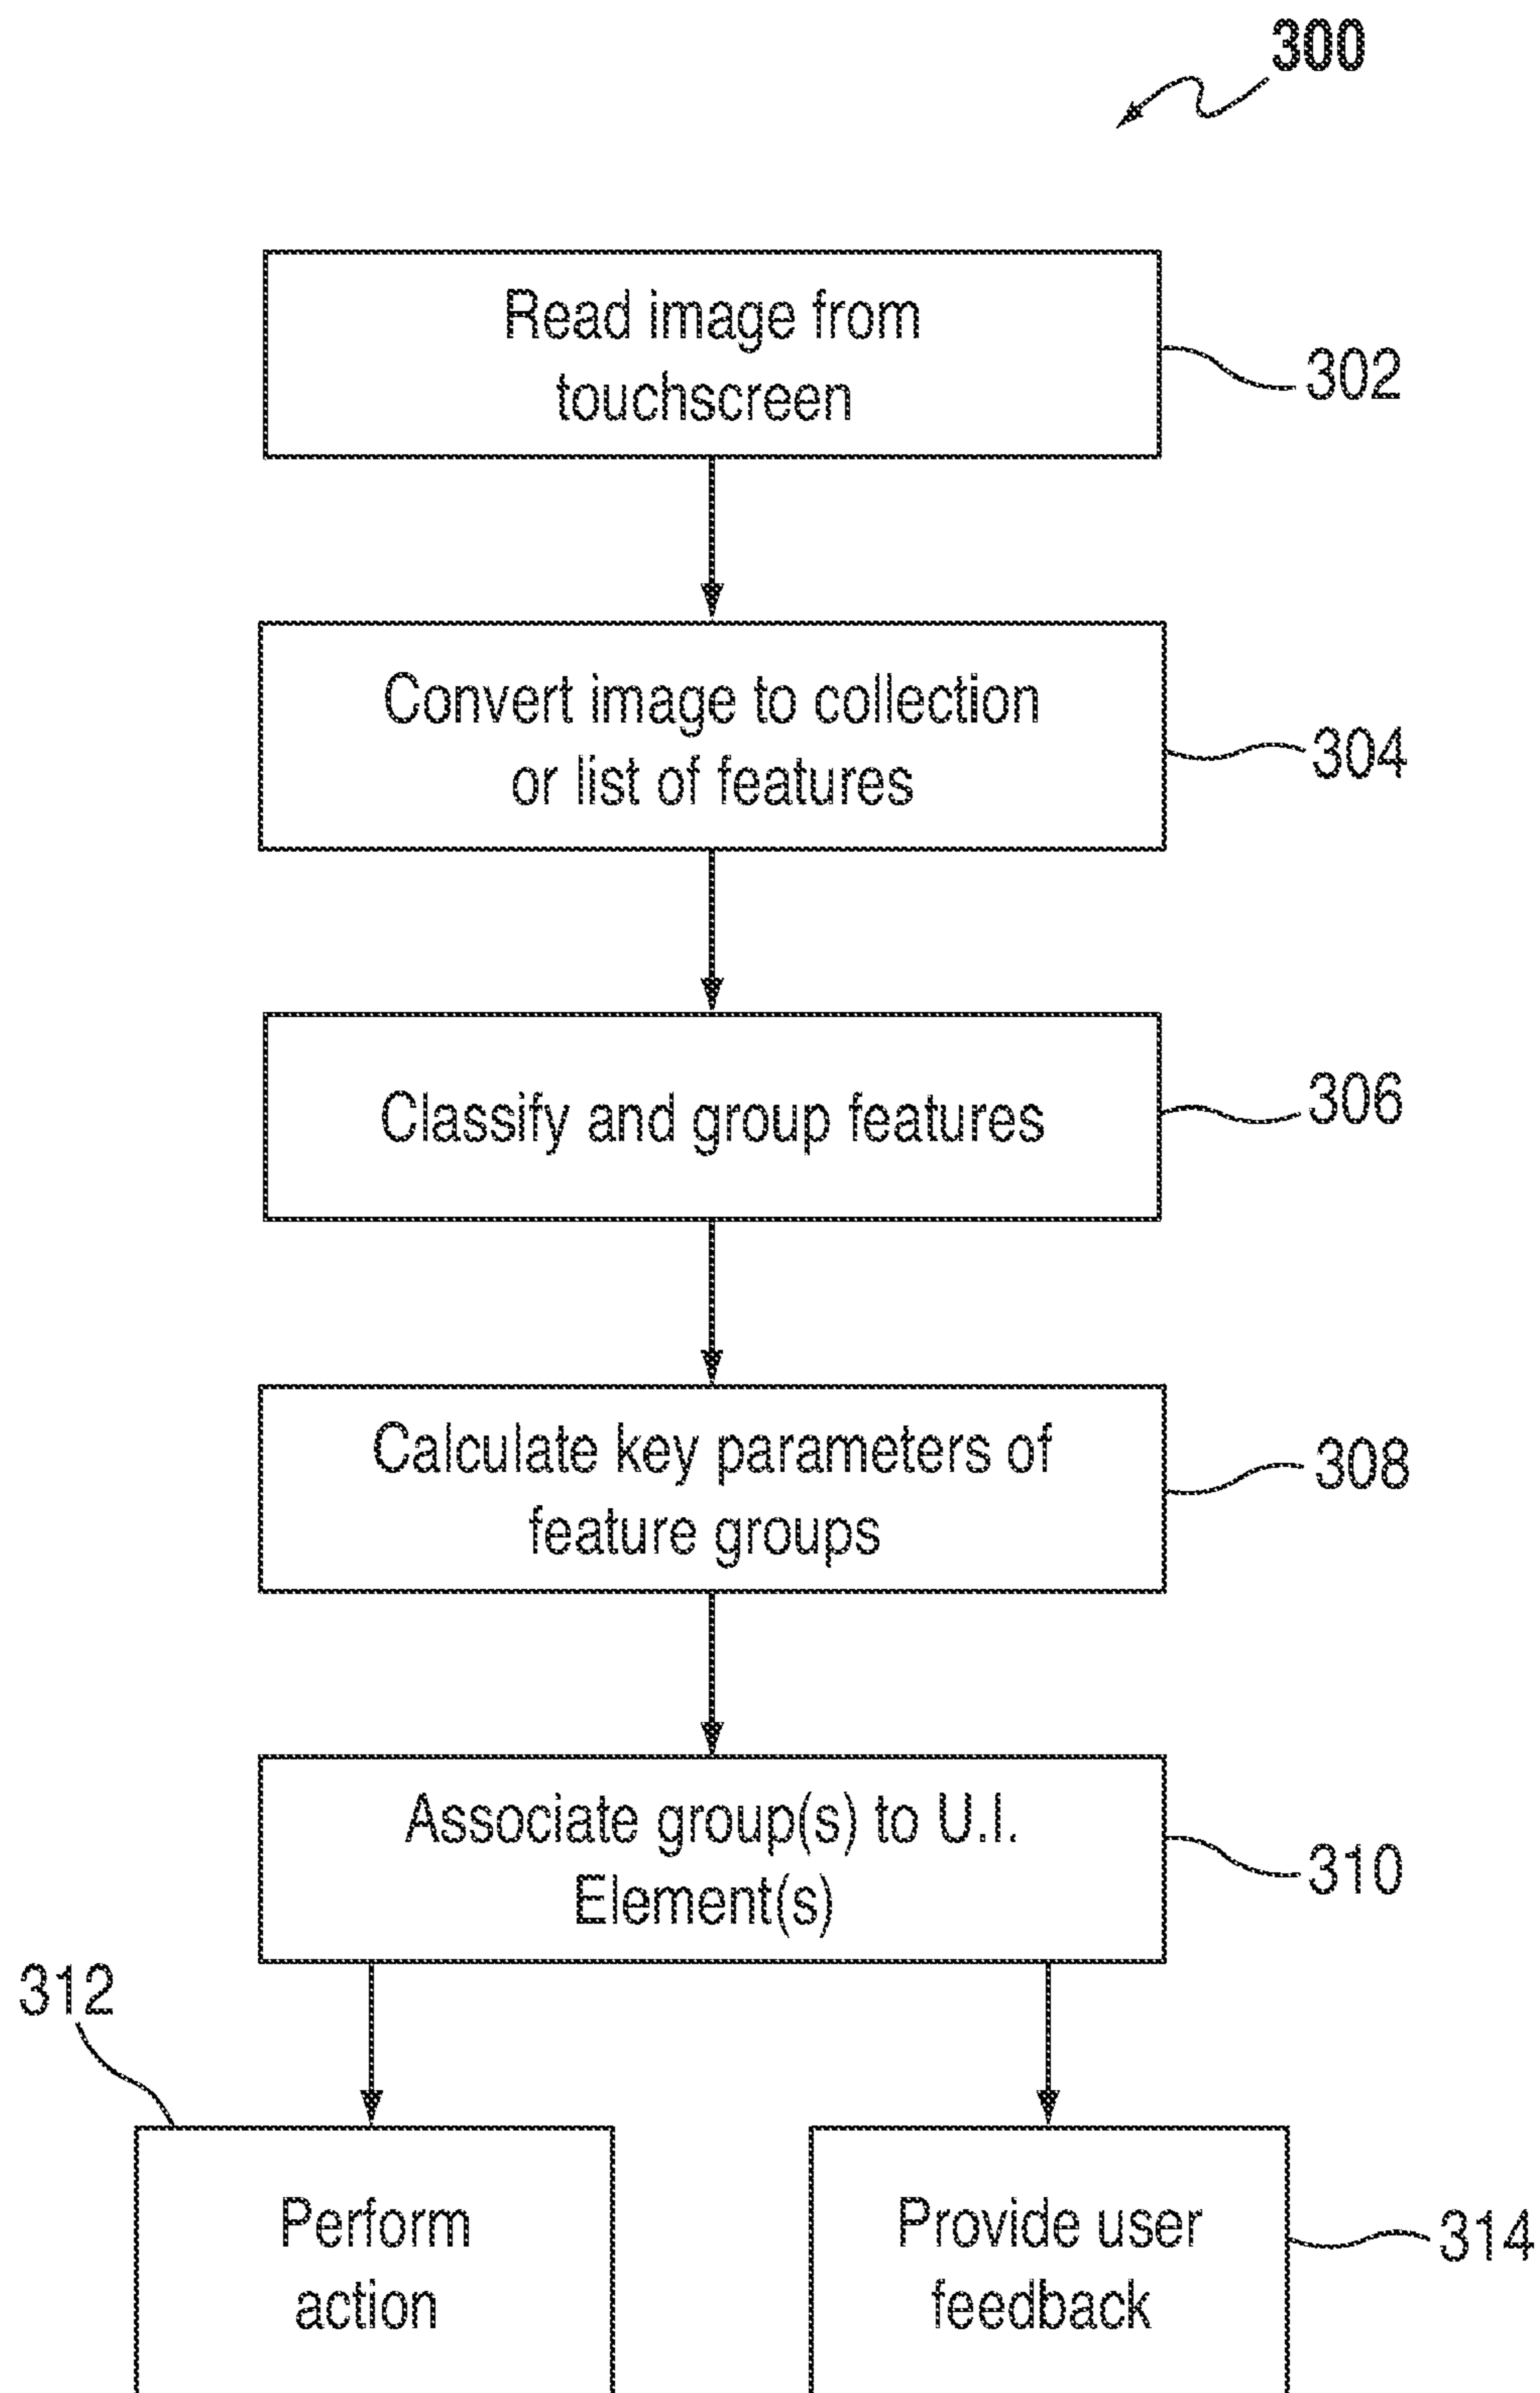 300
Read image from
touchscreen
302
Convert image to collection
or list of features
304
Classify and group features
306
Calculate key parameters of
feature groups
308
Associate group(s) to U.I.
Element(s)
310
312
Perform
action
Provide user
feedback
314